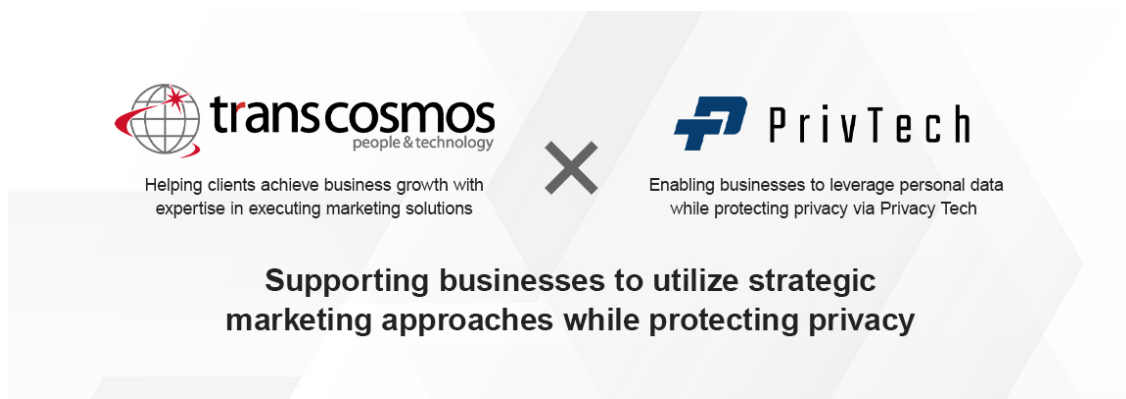 transcosmos
people & technology
PrivTech
Helping clients achieve business growth with
expertise in executing marketing solutions
Enabling businesses to leverage personal data
while protecting privacy via Privacy Tech
Supporting businesses to utilize strategic
marketing approaches while protecting privacy